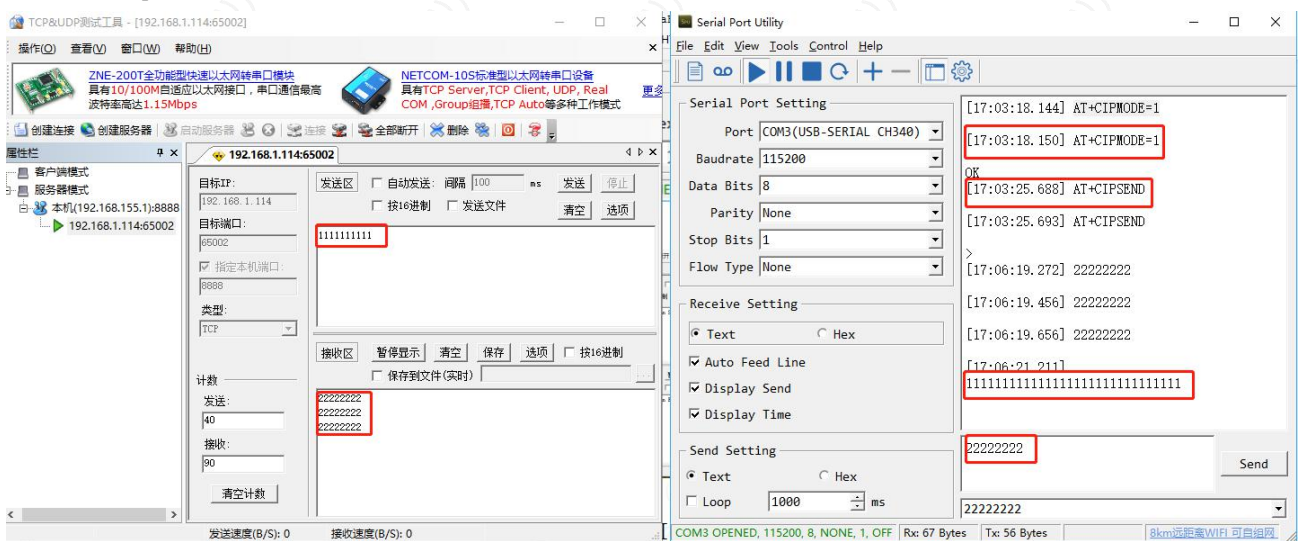 TCP&UDP测试工具 - [192.168.1.114:65002]
操作(O) 查看(V) 窗口(W) 帮助(H)
ZNE-200T全功能型快速以太网转串口模块
具有10/100M自适应以太网接口，串口通信最高
波特率高达1.15Mbps
NETCOM-10S标准型以太网转串口设备
具有TCP Server,TCP Client, UDP, Real
COM ,Group组播,TCP Auto等多种工作模式
更多
创建连接 创建服务器 启动服务器 连接 全部断开 删除
属性栏
客户端模式
服务器模式
本机(192.168.155.1):8888
192.168.1.114:65002
192.168.1.114:65002
目标IP:
192.168.1.114
目标端口:
65002
指定本机端口:
8888
类型:
TCP
计数
发送:
40
接收:
90
清空计数
发送区 自动发送: 间隔 100 ms 发送 停止
按16进制 发送文件 清空 选项
1111111111
接收区 暂停显示 清空 保存 选项 按16进制
保存到文件(实时)
22222222
22222222
22222222
发送速度(B/S): 0 接收速度(B/S): 0
Serial Port Utility
File Edit View Tools Control Help
Serial Port Setting
Port COM3(USB-SERIAL CH340)
Baudrate 115200
Data Bits 8
Parity None
Stop Bits 1
Flow Type None
Receive Setting
Text Hex
Auto Feed Line
Display Send
Display Time
Send Setting
Text Hex
Loop 1000 ms
[17:03:18.144] AT+CIPMODE=1
[17:03:18.150] AT+CIPMODE=1
OK
[17:03:25.688] AT+CIPSEND
[17:03:25.693] AT+CIPSEND
>
[17:06:19.272] 22222222
[17:06:19.456] 22222222
[17:06:19.656] 22222222
[17:06:21.211]
111111111111111111111111111111
22222222
Send
22222222
COM3 OPENED, 115200, 8, NONE, 1, OFF Rx: 67 Bytes Tx: 56 Bytes 8km远距离WIFI 可自组网